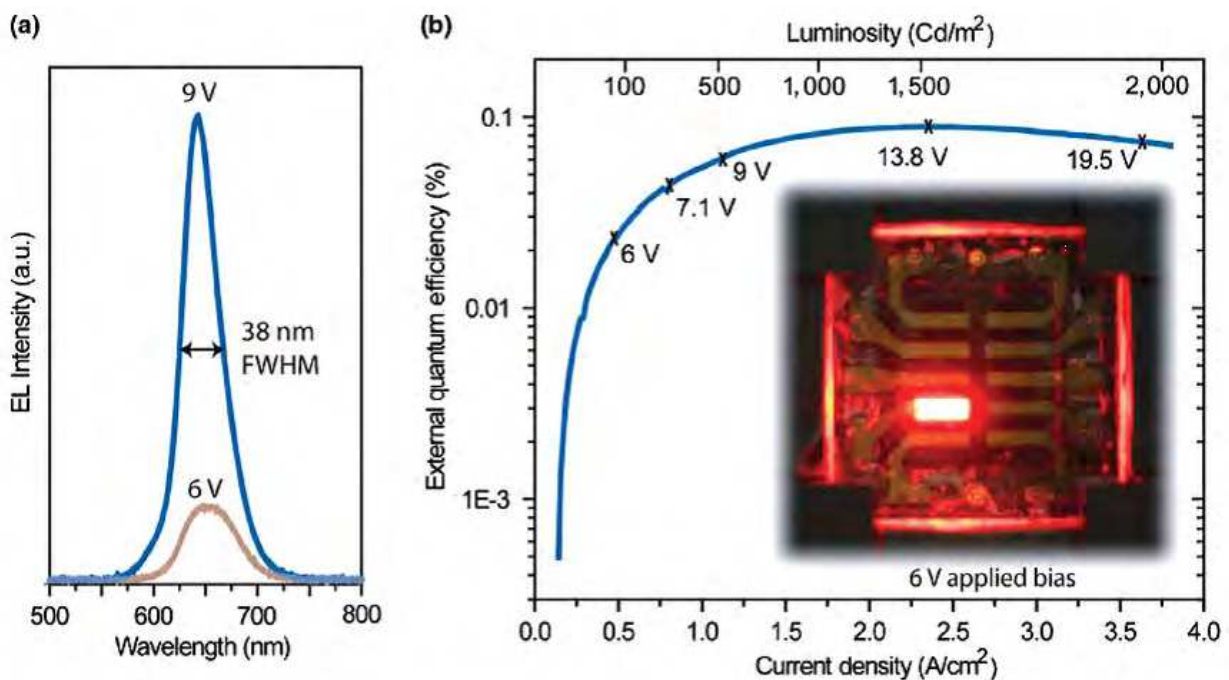 (a)
9 V
38 nm
FWHM
6 V
EL Intensity (a.u.)
500 550 600 650 700 750 800
Wavelength (nm)
(b)
Luminosity (Cd/m²)
100 500 1,000 1,500 2,000
0.1
0.01
1E-3
External quantum efficiency (%)
6 V
7.1 V
9 V
13.8 V
19.5 V
6 V applied bias
0.0 0.5 1.0 1.5 2.0 2.5 3.0 3.5 4.0
Current density (A/cm²)